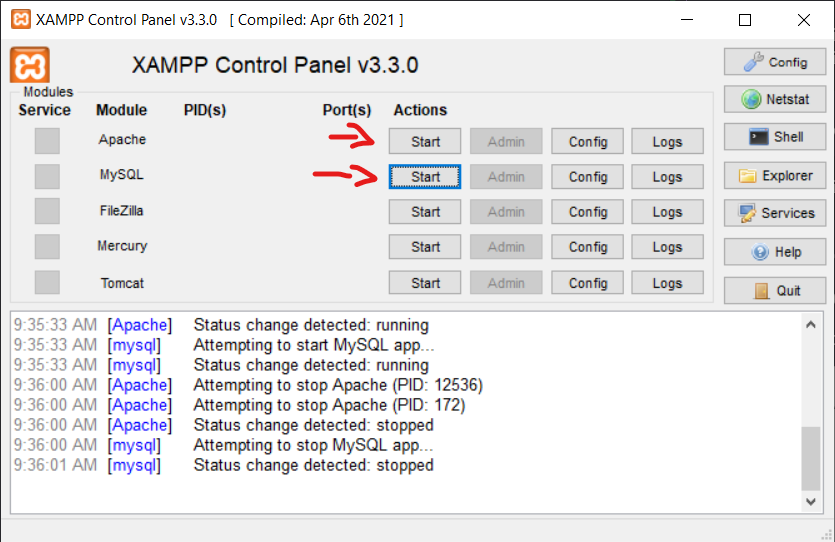 XAMPP Control Panel v3.3.0 [ Compiled: Apr 6th 2021 ]
XAMPP Control Panel v3.3.0
Config
Modules
Service Module PID(s) Port(s) Actions
Netstat
Apache Start Admin Config Logs
Shell
MySQL Start Admin Config Logs
Explorer
FileZilla Start Admin Config Logs
Services
Mercury Start Admin Config Logs
Help
Tomcat Start Admin Config Logs
Quit
9:35:33 AM [Apache] Status change detected: running
9:35:33 AM [mysql] Attempting to start MySQL app...
9:35:33 AM [mysql] Status change detected: running
9:36:00 AM [Apache] Attempting to stop Apache (PID: 12536)
9:36:00 AM [Apache] Attempting to stop Apache (PID: 172)
9:36:00 AM [Apache] Status change detected: stopped
9:36:00 AM [mysql] Attempting to stop MySQL app...
9:36:01 AM [mysql] Status change detected: stopped